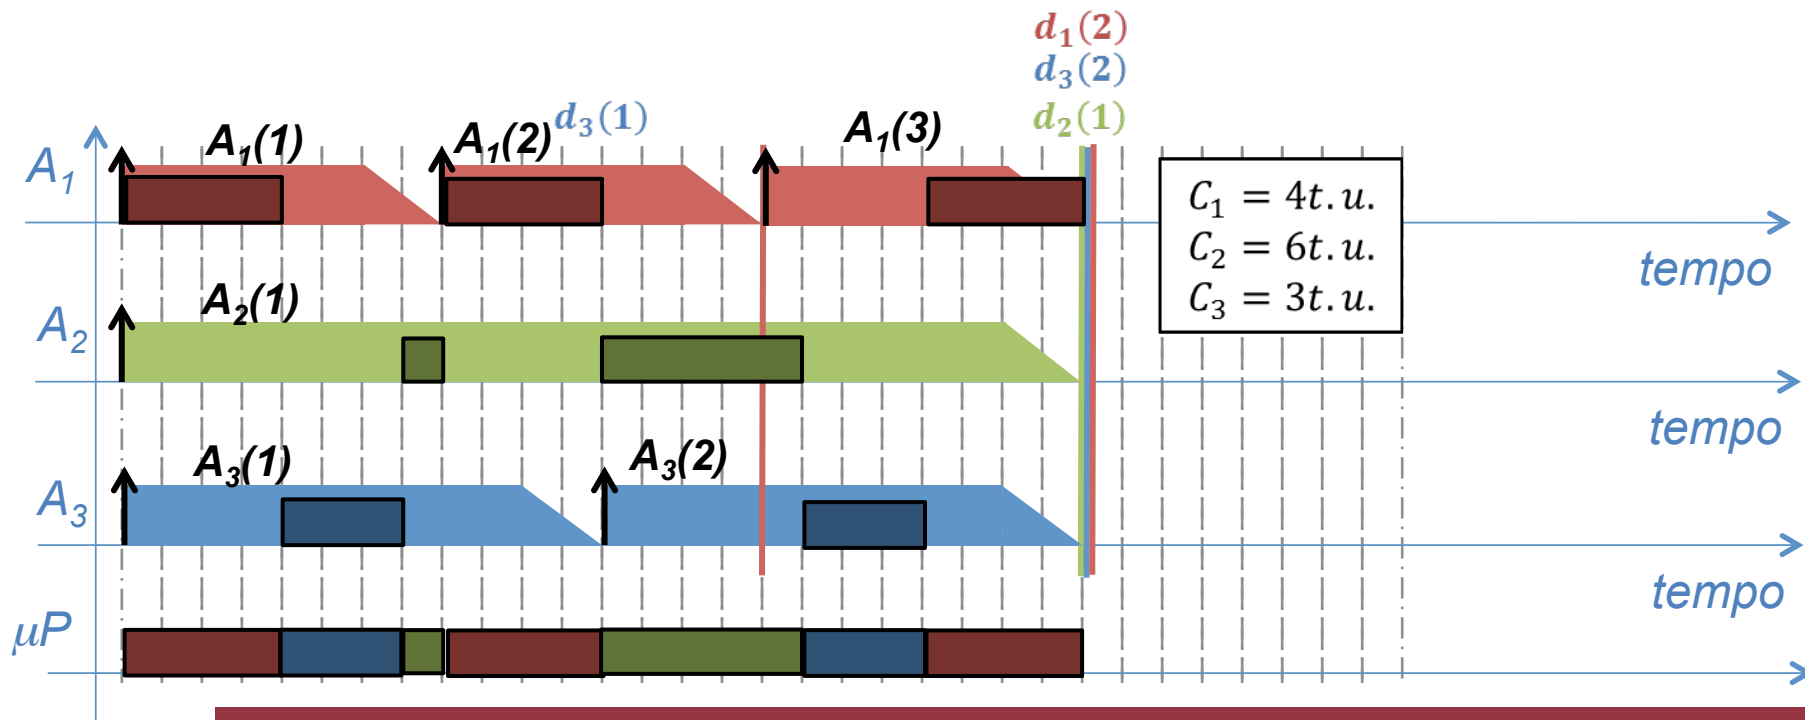 d₁(2)
d₃(2)
d₃(1)
d₂(1)
A₁
A₁(1)
A₁(2)
A₁(3)
C₁ = 4t.u.
C₂ = 6t.u.
C₃ = 3t.u.
tempo
A₂
A₂(1)
tempo
A₃
A₃(1)
A₃(2)
tempo
μP